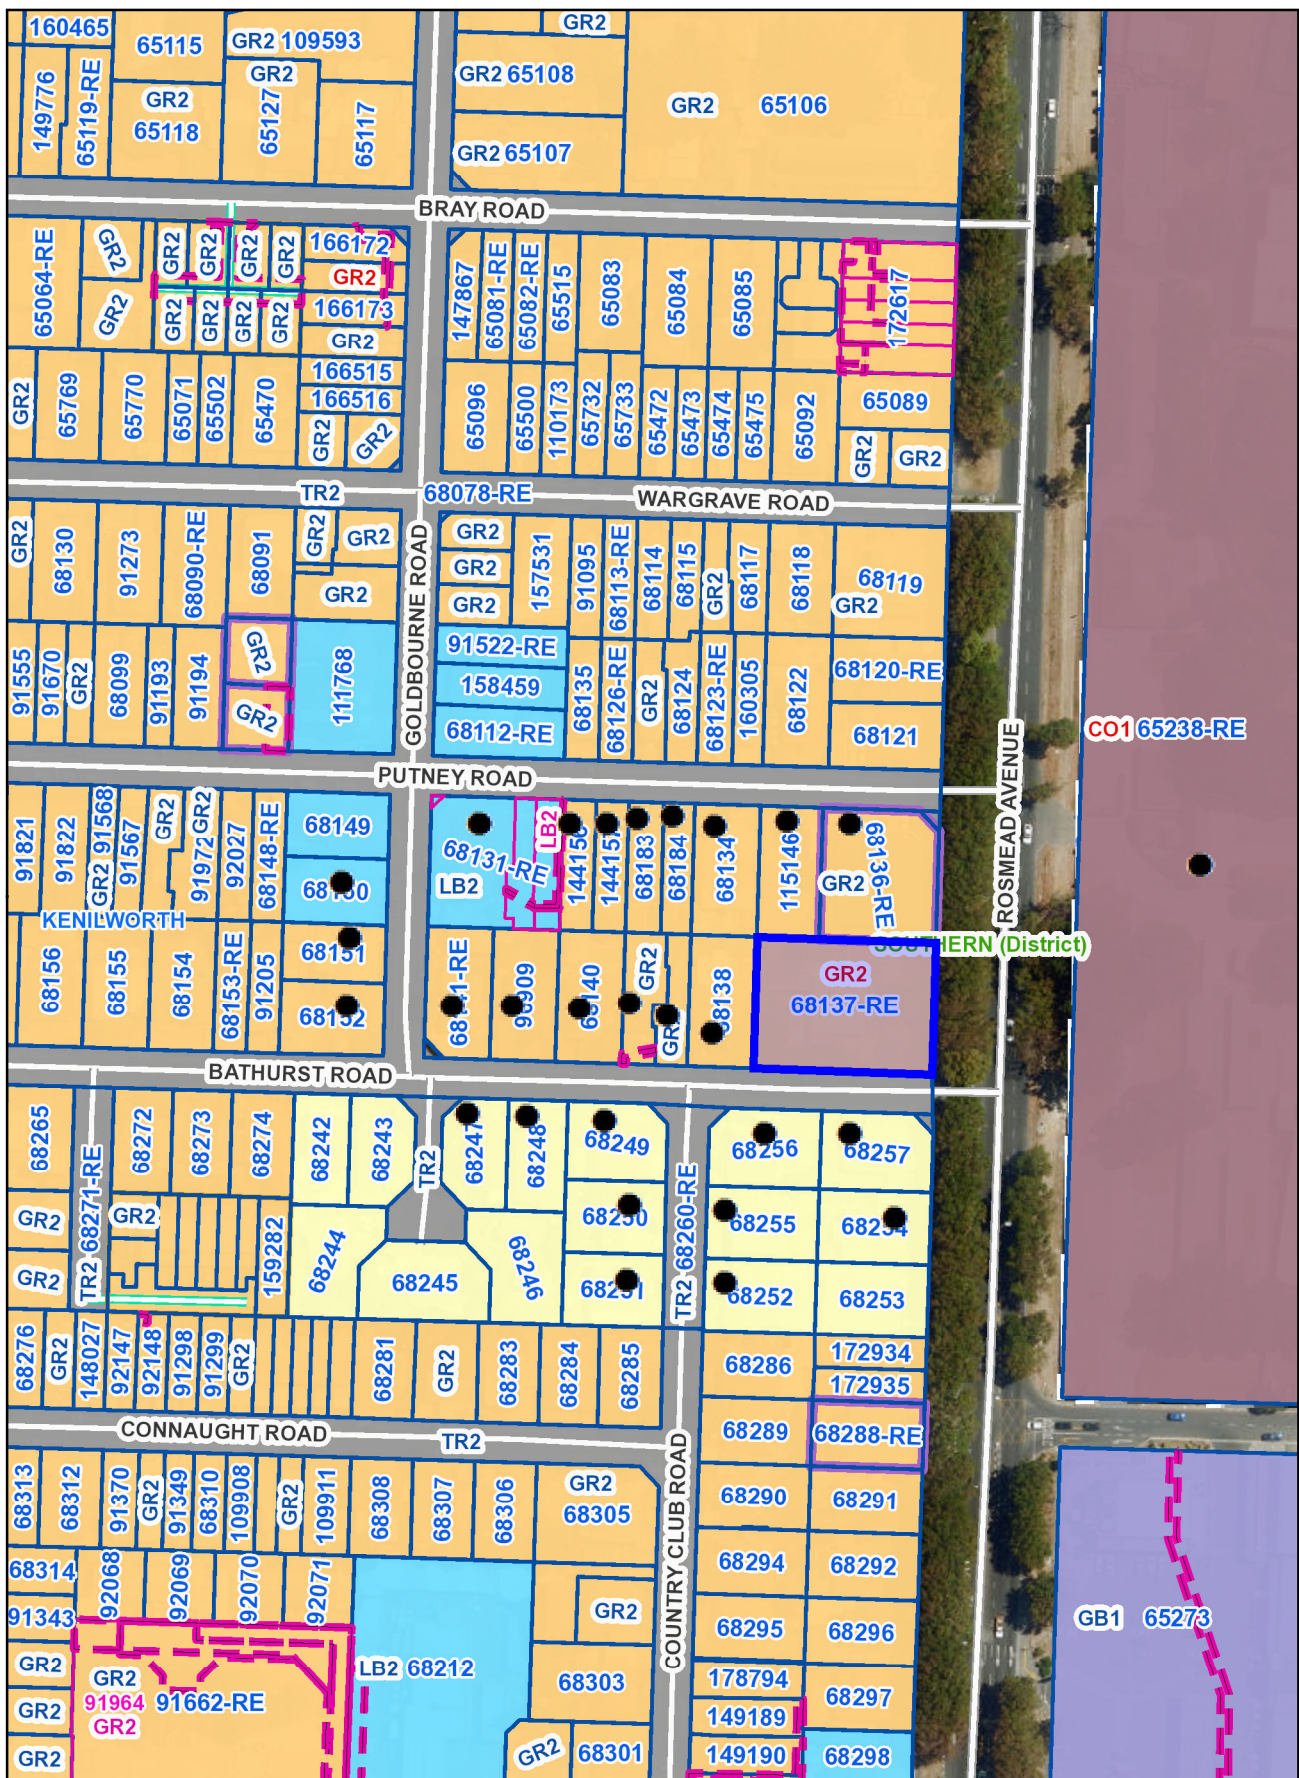 160465
65115
GR2 109593
GR2
GR2
65108
GR2
65106
149776
65119-RE
GR2
65118
GR2
65127
65117
GR2
65107
BRAY ROAD
65064-RE
GR2
GR2
GR2
GR2
GR2
GR2
166172
GR2
166173
GR2
GR2
GR2
GR2
GR2
147867
65081-RE
65082-RE
65515
65083
65084
65085
172617
GR2
65769
65770
65071
65502
65470
166515
166516
GR2
GR2
65096
65500
110173
65732
65733
65472
65473
65474
65475
65092
65089
GR2
GR2
TR2
68078-RE
WARGRAVE ROAD
GR2
68130
91273
68090-RE
68091
GR2
GR2
GR2
GOLDBOURNE ROAD
GR2
GR2
GR2
157531
91095
68113-RE
68114
68115
GR2
68117
68118
68119
GR2
91555
91670
GR2
68099
91193
91194
GR2
GR2
111768
91522-RE
158459
68112-RE
68135
68126-RE
GR2
68124
68123-RE
160305
68122
68120-RE
68121
ROSMEAD AVENUE
CO1 65238-RE
PUTNEY ROAD
91821
91822
GR2 91568
91567
GR2
GR2
91972
92027
68148-RE
68149
68131-RE
LB2
LB2
68183
68184
68134
115146
GR2
68136-RE
KENILWORTH
SOUTHERN (District)
68156
68155
68154
68153-RE
91205
68151
GR2
GR2
68138
GR2
68137-RE
BATHURST ROAD
68265
TR2 68271-RE
68272
68273
68274
68242
68243
TR2
68247
68248
68249
TR2 68260-RE
68256
68257
GR2
GR2
GR2
159282
68244
68245
68246
68255
68252
68253
68276
GR2
148027
92147
92148
91298
91299
GR2
68281
GR2
68283
68284
68285
68286
172934
172935
CONNAUGHT ROAD
TR2
COUNTRY CLUB ROAD
68289
68288-RE
68313
68312
91370
GR2
91349
68310
109908
GR2
109911
68308
68307
68306
GR2
68305
68290
68291
68314
92068
92069
92070
92071
68294
68292
91343
GR2
68295
68296
GB1
65273
GR2
GR2
91964
GR2
91662-RE
LB2 68212
68303
178794
68297
GR2
149189
GR2
GR2
68301
149190
68298